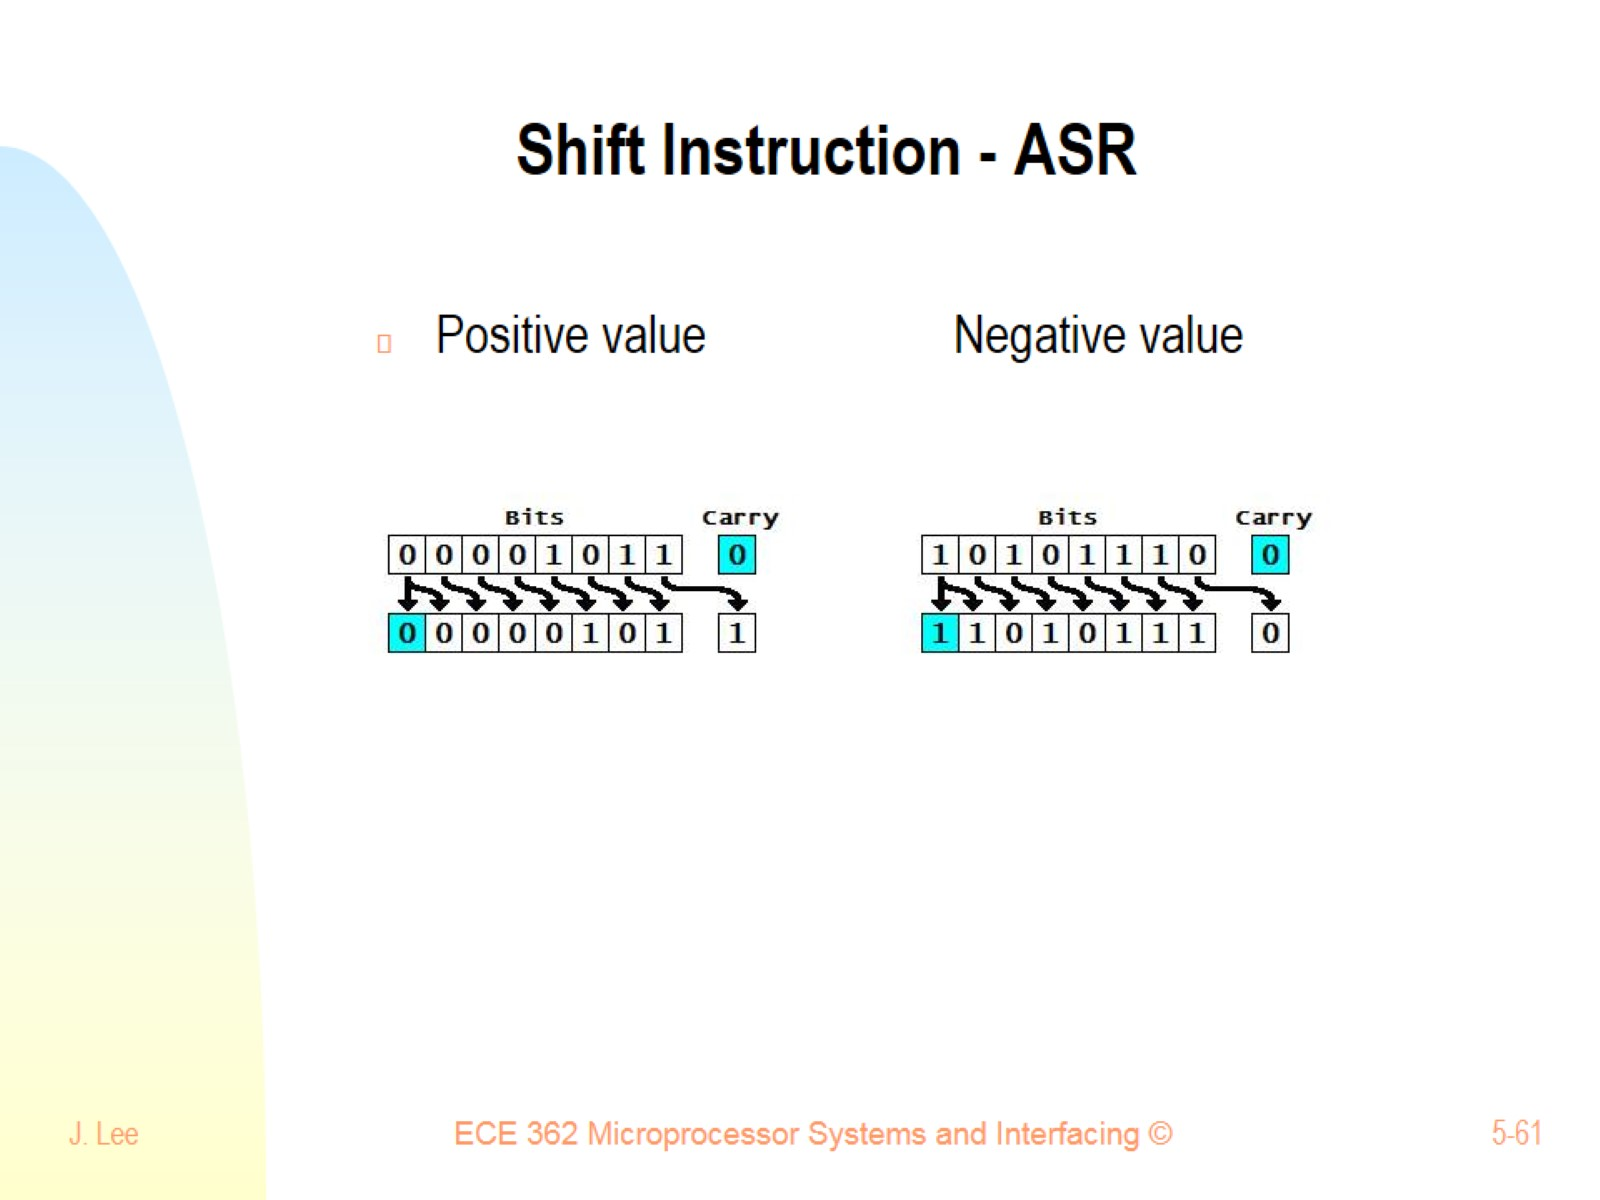 Shift Instruction - ASR
Positive value Negative value
Bits Carry Bits Carry
0 0 0 0 1 0 1 1 0 1 0 1 0 1 1 1 0 0
0 0 0 0 0 1 0 1 1 1 1 0 1 0 1 1 1 0
J. Lee ECE 362 Microprocessor Systems and Interfacing © 5-61